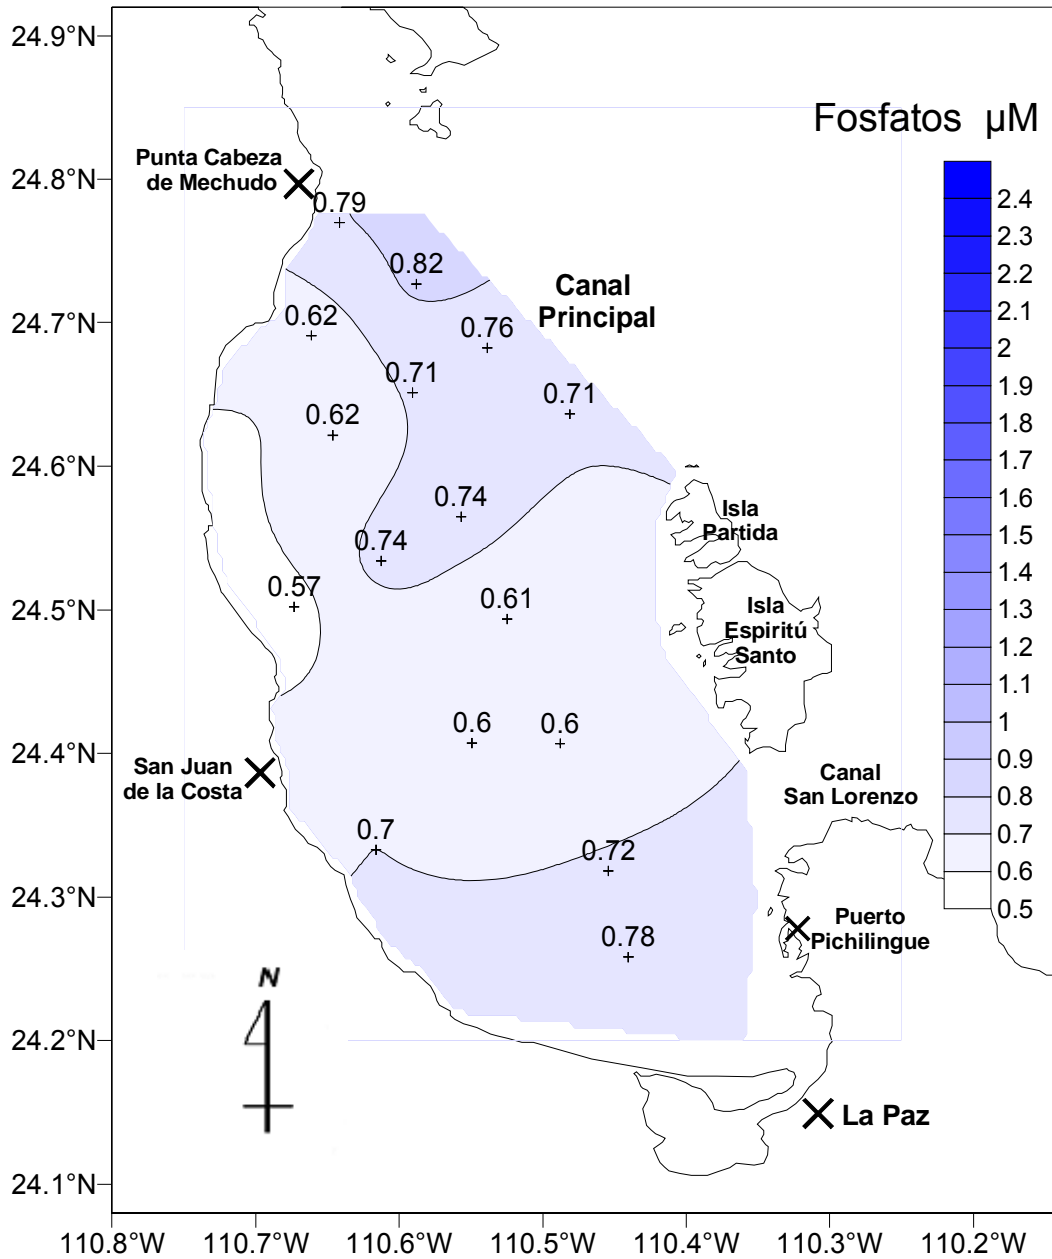 24.9°N
Fosfatos µM
Punta Cabeza
de Mechudo
24.8°N
2.4
0.79
2.3
0.82
2.2
Canal
Principal
2.1
24.7°N
0.62
0.76
2
1.9
0.71
0.71
1.8
0.62
1.7
24.6°N
1.6
0.74
Isla
Partida
1.5
0.74
1.4
0.57
1.3
24.5°N
0.61
Isla
Espiritú
Santo
1.2
1.1
0.6
0.6
1
24.4°N
San Juan
de la Costa
0.9
Canal
San Lorenzo
0.8
0.7
0.7
0.72
0.6
24.3°N
0.5
Puerto
Pichilingue
0.78
N
24.2°N
La Paz
24.1°N
110.8°W
110.7°W
110.6°W
110.5°W
110.4°W
110.3°W
110.2°W